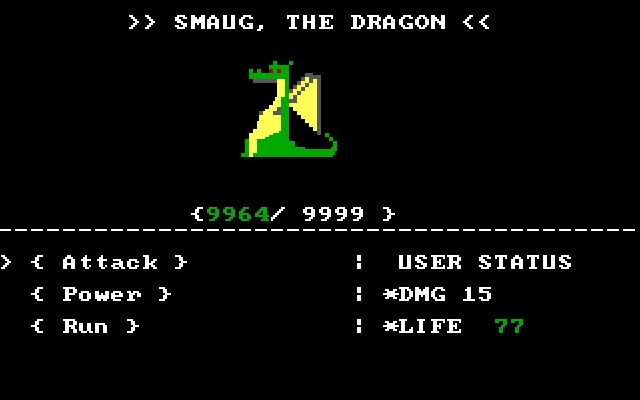 >> SMAUG, THE DRAGON <<
{9964/ 9999 }
> { Attack } | USER STATUS
{ Power } | *DMG 15
{ Run } | *LIFE 77